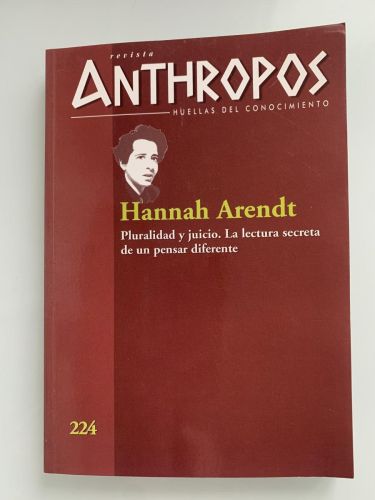 revista
ANTHROPOS
HUELLAS DEL CONOCIMIENTO
Hannah Arendt
Pluralidad y juicio. La lectura secreta
de un pensar diferente
224